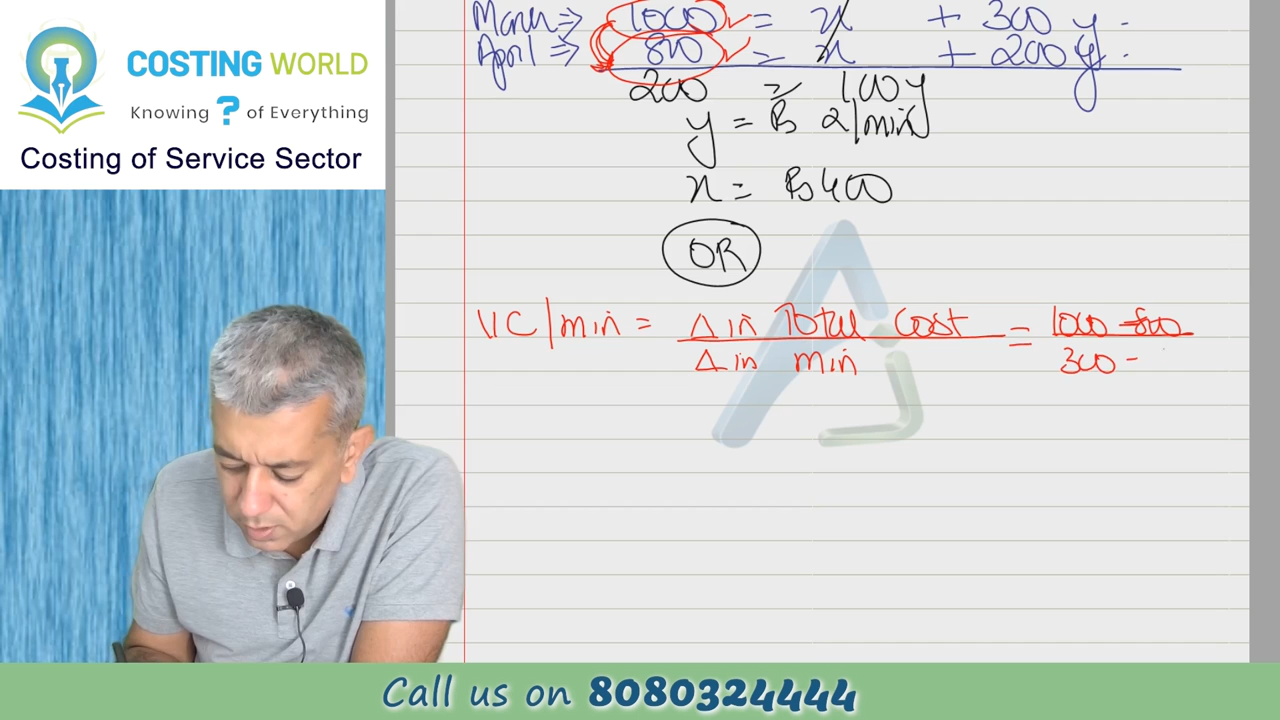 COSTING WORLD
Knowing ? of Everything
Costing of Service Sector
March ⇒ 1000 ✓ = x + 300 y
April ⇒ 800 ✓ = x + 200 y
200 = 100y
y = Rs 2/min
x = Rs 400
OR
VC/min = Δ in Total Cost = 1000 - 800
Δ in min 300 -
Call us on 8080324444